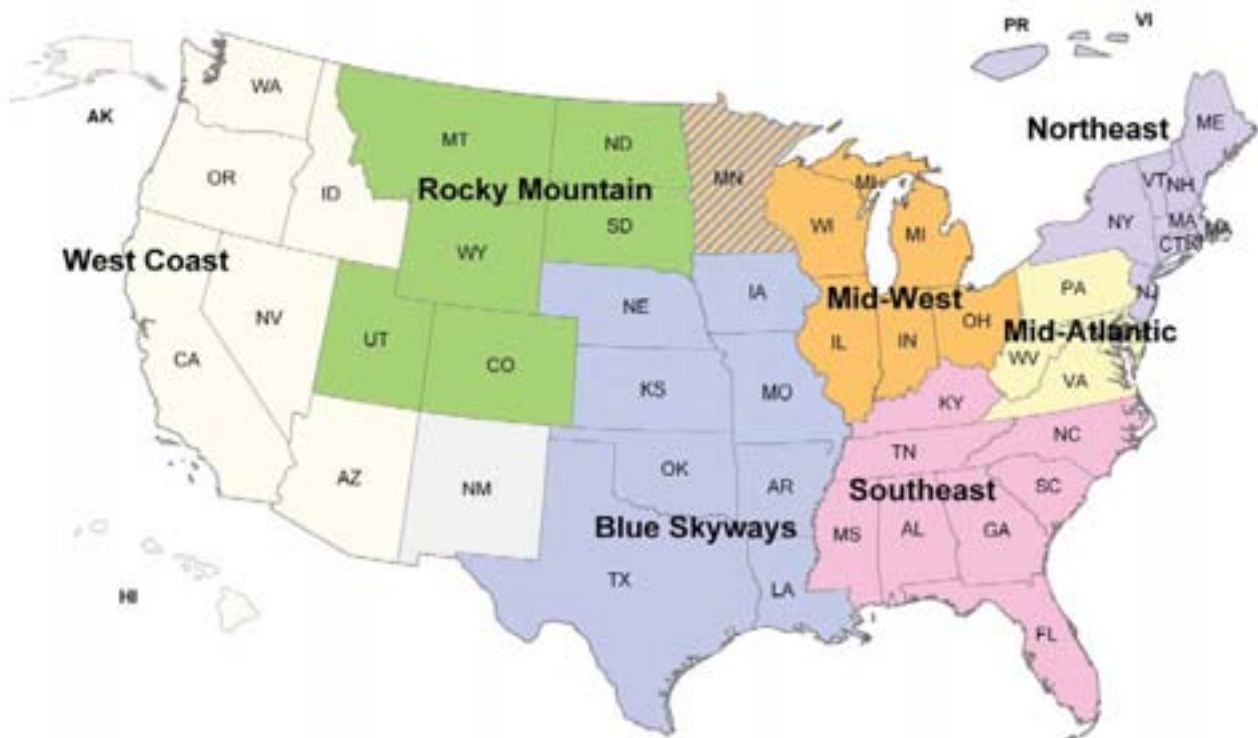 PR
VI
WA
AK
MT
ND
MN
Northeast
ME
OR
ID
Rocky Mountain
MI
VT
NH
WI
MI
NY
MA
MA
CT
RI
SD
West Coast
WY
NE
IA
Mid-West
PA
NJ
NV
UT
CO
IL
IN
OH
Mid-Atlantic
WV
CA
KS
MO
VA
KY
AZ
NM
OK
TN
NC
AR
Southeast
SC
Blue Skyways
MS
AL
GA
HI
TX
LA
FL